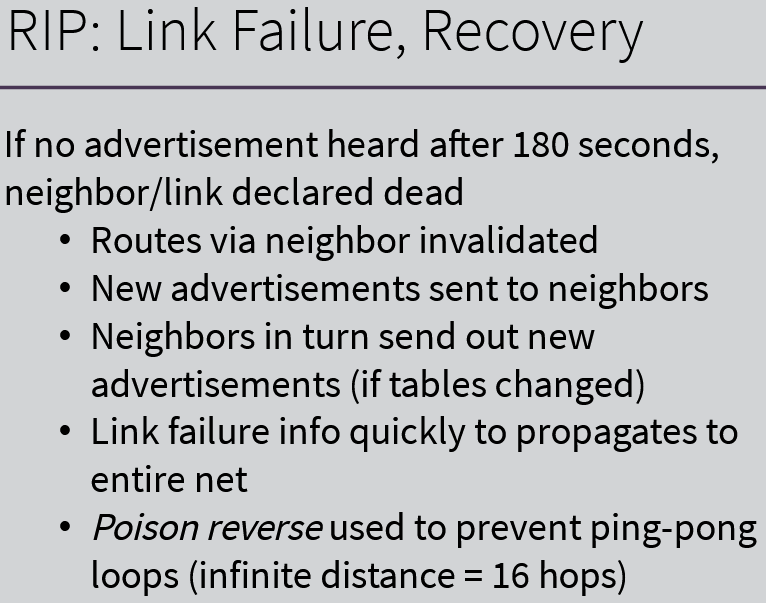 RIP: Link Failure, Recovery
If no advertisement heard after 180 seconds,
neighbor/link declared dead
• Routes via neighbor invalidated
• New advertisements sent to neighbors
• Neighbors in turn send out new
advertisements (if tables changed)
• Link failure info quickly to propagates to
entire net
• Poison reverse used to prevent ping-pong
loops (infinite distance = 16 hops)